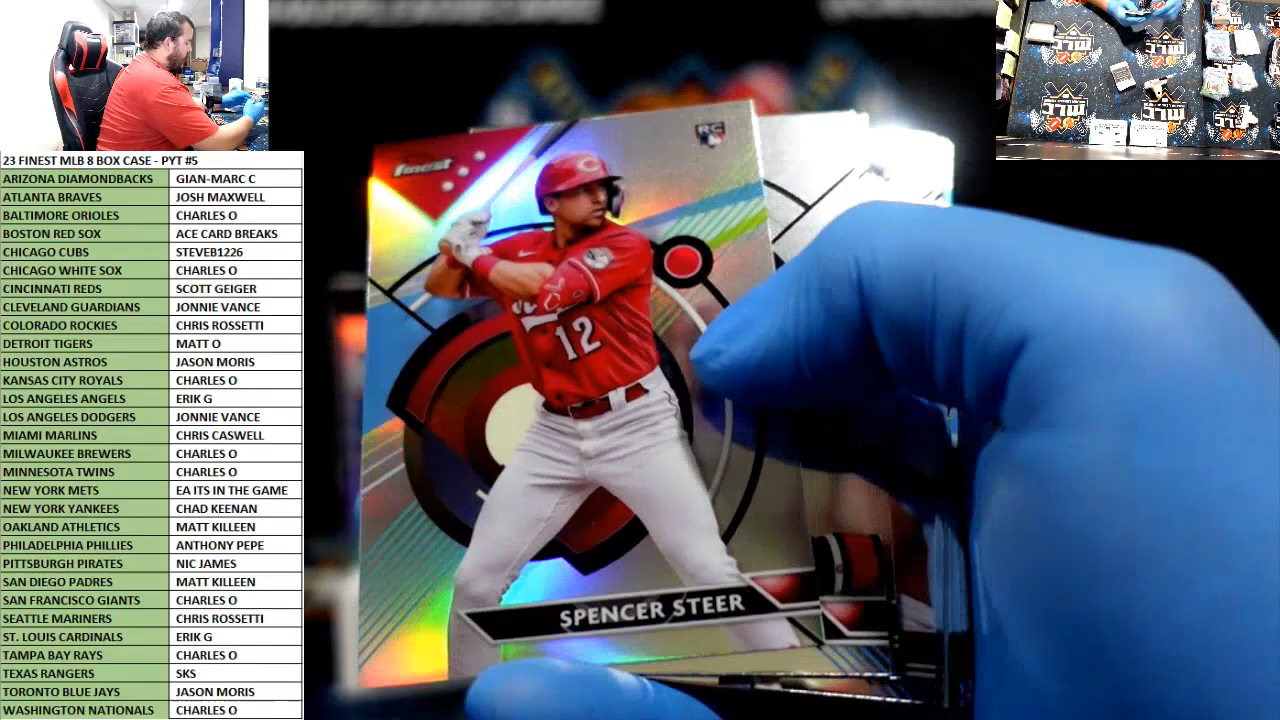 23 FINEST MLB 8 BOX CASE - PYT #5
ARIZONA DIAMONDBACKS GIAN-MARC C
ATLANTA BRAVES JOSH MAXWELL
BALTIMORE ORIOLES CHARLES O
BOSTON RED SOX ACE CARD BREAKS
CHICAGO CUBS STEVEB1226
CHICAGO WHITE SOX CHARLES O
CINCINNATI REDS SCOTT GEIGER
CLEVELAND GUARDIANS JONNIE VANCE
COLORADO ROCKIES CHRIS ROSSETTI
DETROIT TIGERS MATT O
HOUSTON ASTROS JASON MORIS
KANSAS CITY ROYALS CHARLES O
LOS ANGELES ANGELS ERIK G
LOS ANGELES DODGERS JONNIE VANCE
MIAMI MARLINS CHRIS CASWELL
MILWAUKEE BREWERS CHARLES O
MINNESOTA TWINS CHARLES O
NEW YORK METS EA ITS IN THE GAME
NEW YORK YANKEES CHAD KEENAN
OAKLAND ATHLETICS MATT KILLEEN
PHILADELPHIA PHILLIES ANTHONY PEPE
PITTSBURGH PIRATES NIC JAMES
SAN DIEGO PADRES MATT KILLEEN
SAN FRANCISCO GIANTS CHARLES O
SEATTLE MARINERS CHRIS ROSSETTI
ST. LOUIS CARDINALS ERIK G
TAMPA BAY RAYS CHARLES O
TEXAS RANGERS SKS
TORONTO BLUE JAYS JASON MORIS
WASHINGTON NATIONALS CHARLES O
finest
RC
12
SPENCER STEER
MLC
MLC
MLC
MLC